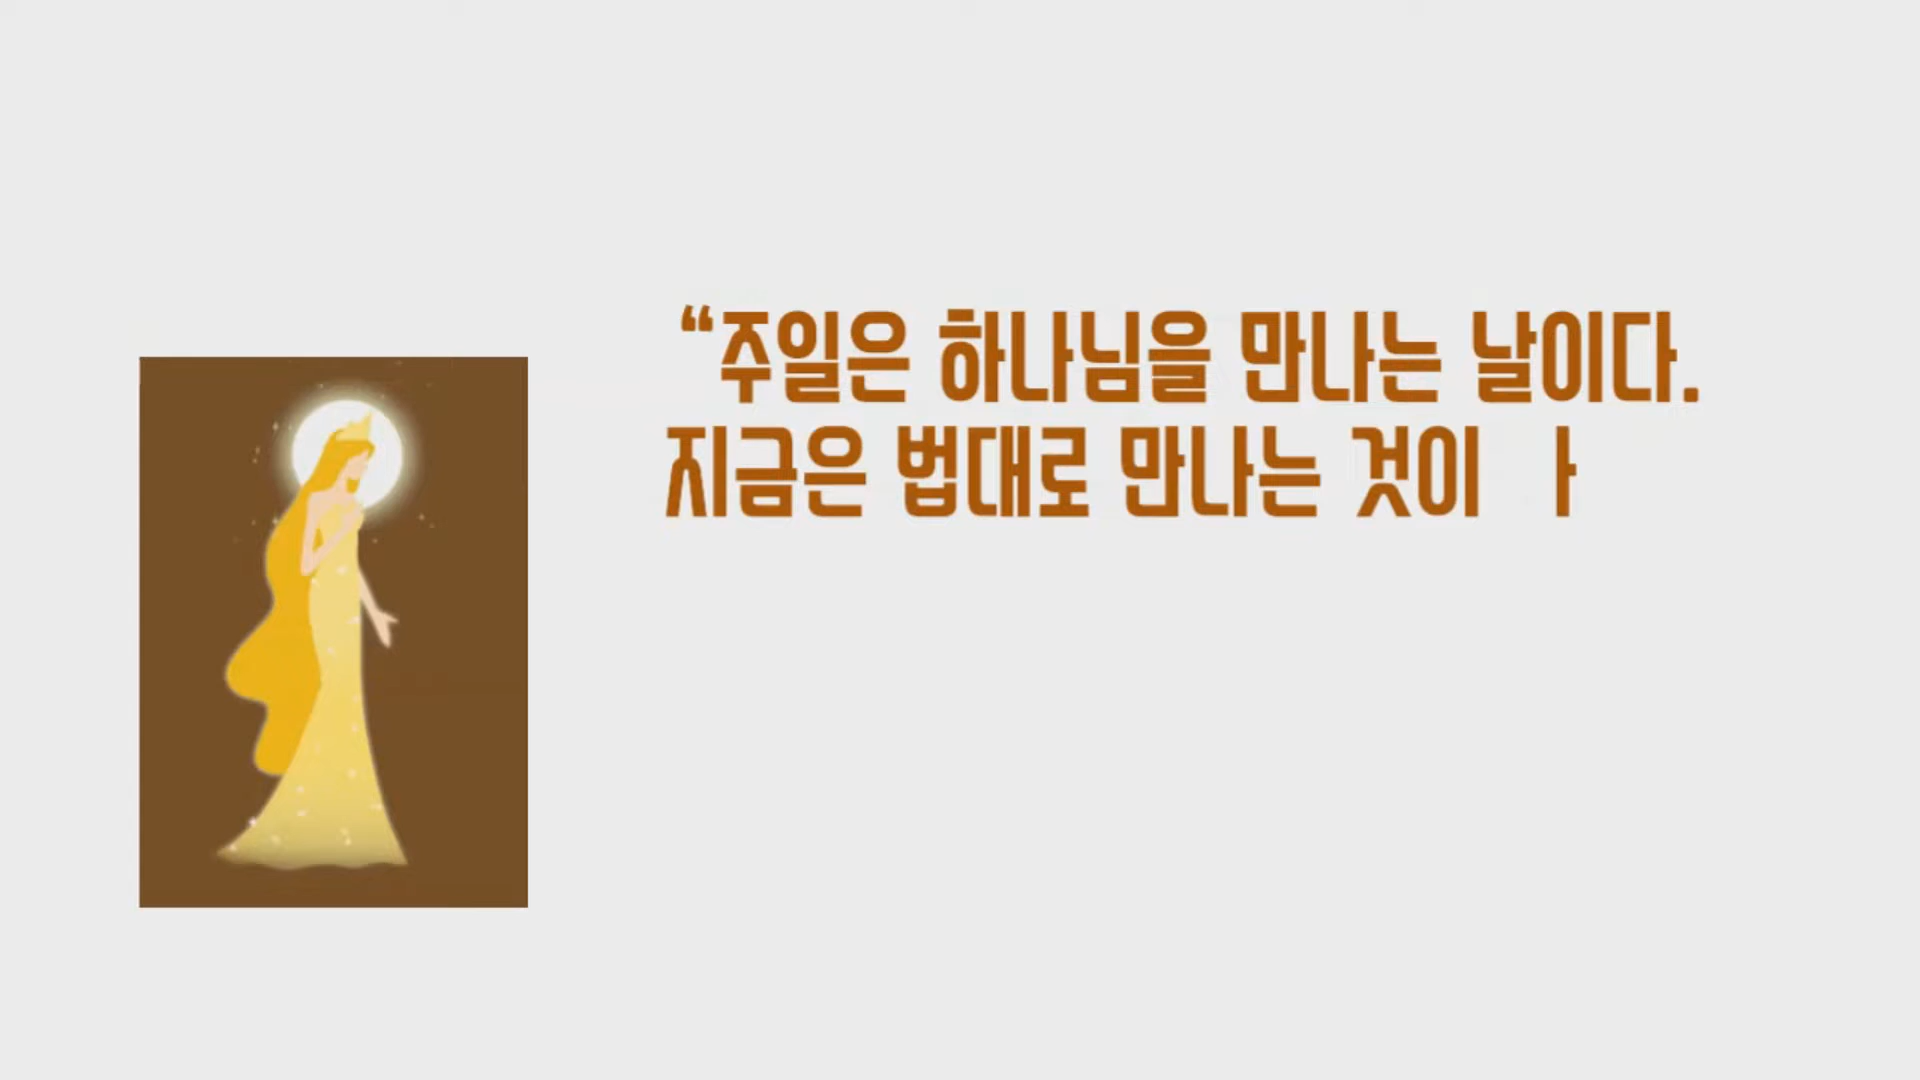 “주일은 하나님을 만나는 날이다.
지금은 법대로 만나는 것이